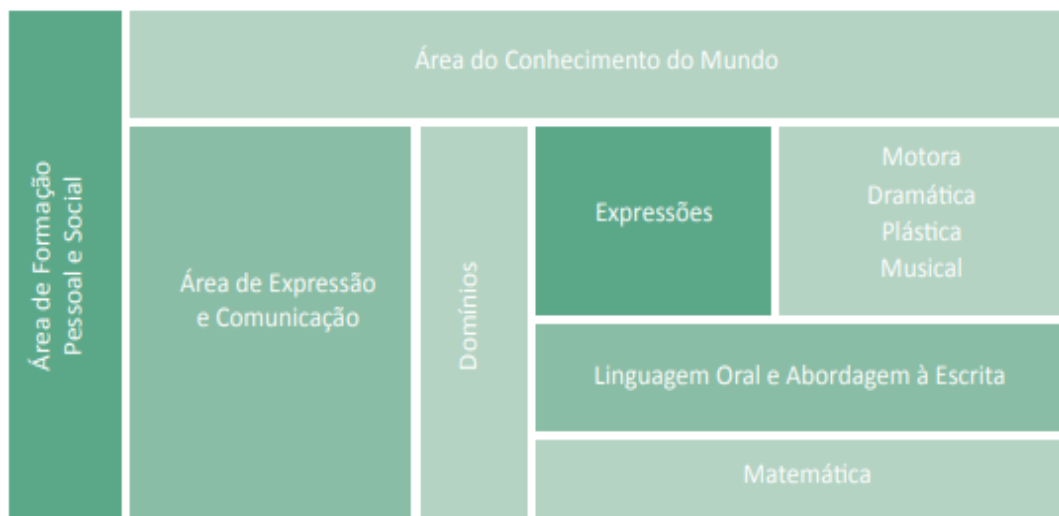 Área de Formação
Pessoal e Social
Área do Conhecimento do Mundo
Área de Expressão
e Comunicação
Domínios
Expressões
Motora
Dramática
Plástica
Musical
Linguagem Oral e Abordagem à Escrita
Matemática